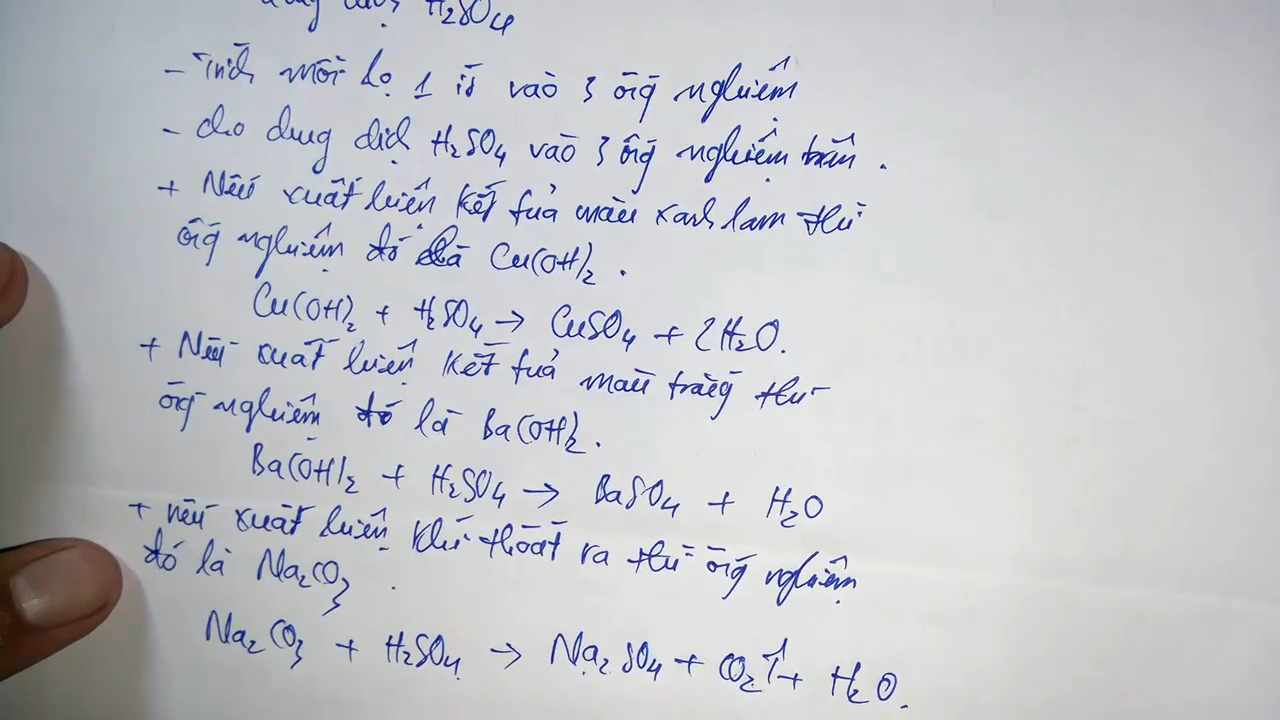 dung dịch H₂SO₄
- Trích mỗi lọ 1 ít vào 3 ống nghiệm
- cho dung dịch H₂SO₄ vào 3 ống nghiệm trên.
+ Nếu xuất hiện kết tủa màu xanh lam thì
ống nghiệm đó là Cu(OH)₂.
Cu(OH)₂ + H₂SO₄ → CuSO₄ + 2H₂O.
+ Nếu xuất hiện kết tủa màu trắng thì
ống nghiệm đó là Ba(OH)₂.
Ba(OH)₂ + H₂SO₄ → BaSO₄ + H₂O
+ nếu xuất hiện khí thoát ra thì ống nghiệm
đó là Na₂CO₃.
Na₂CO₃ + H₂SO₄ → Na₂SO₄ + CO₂↑ + H₂O.